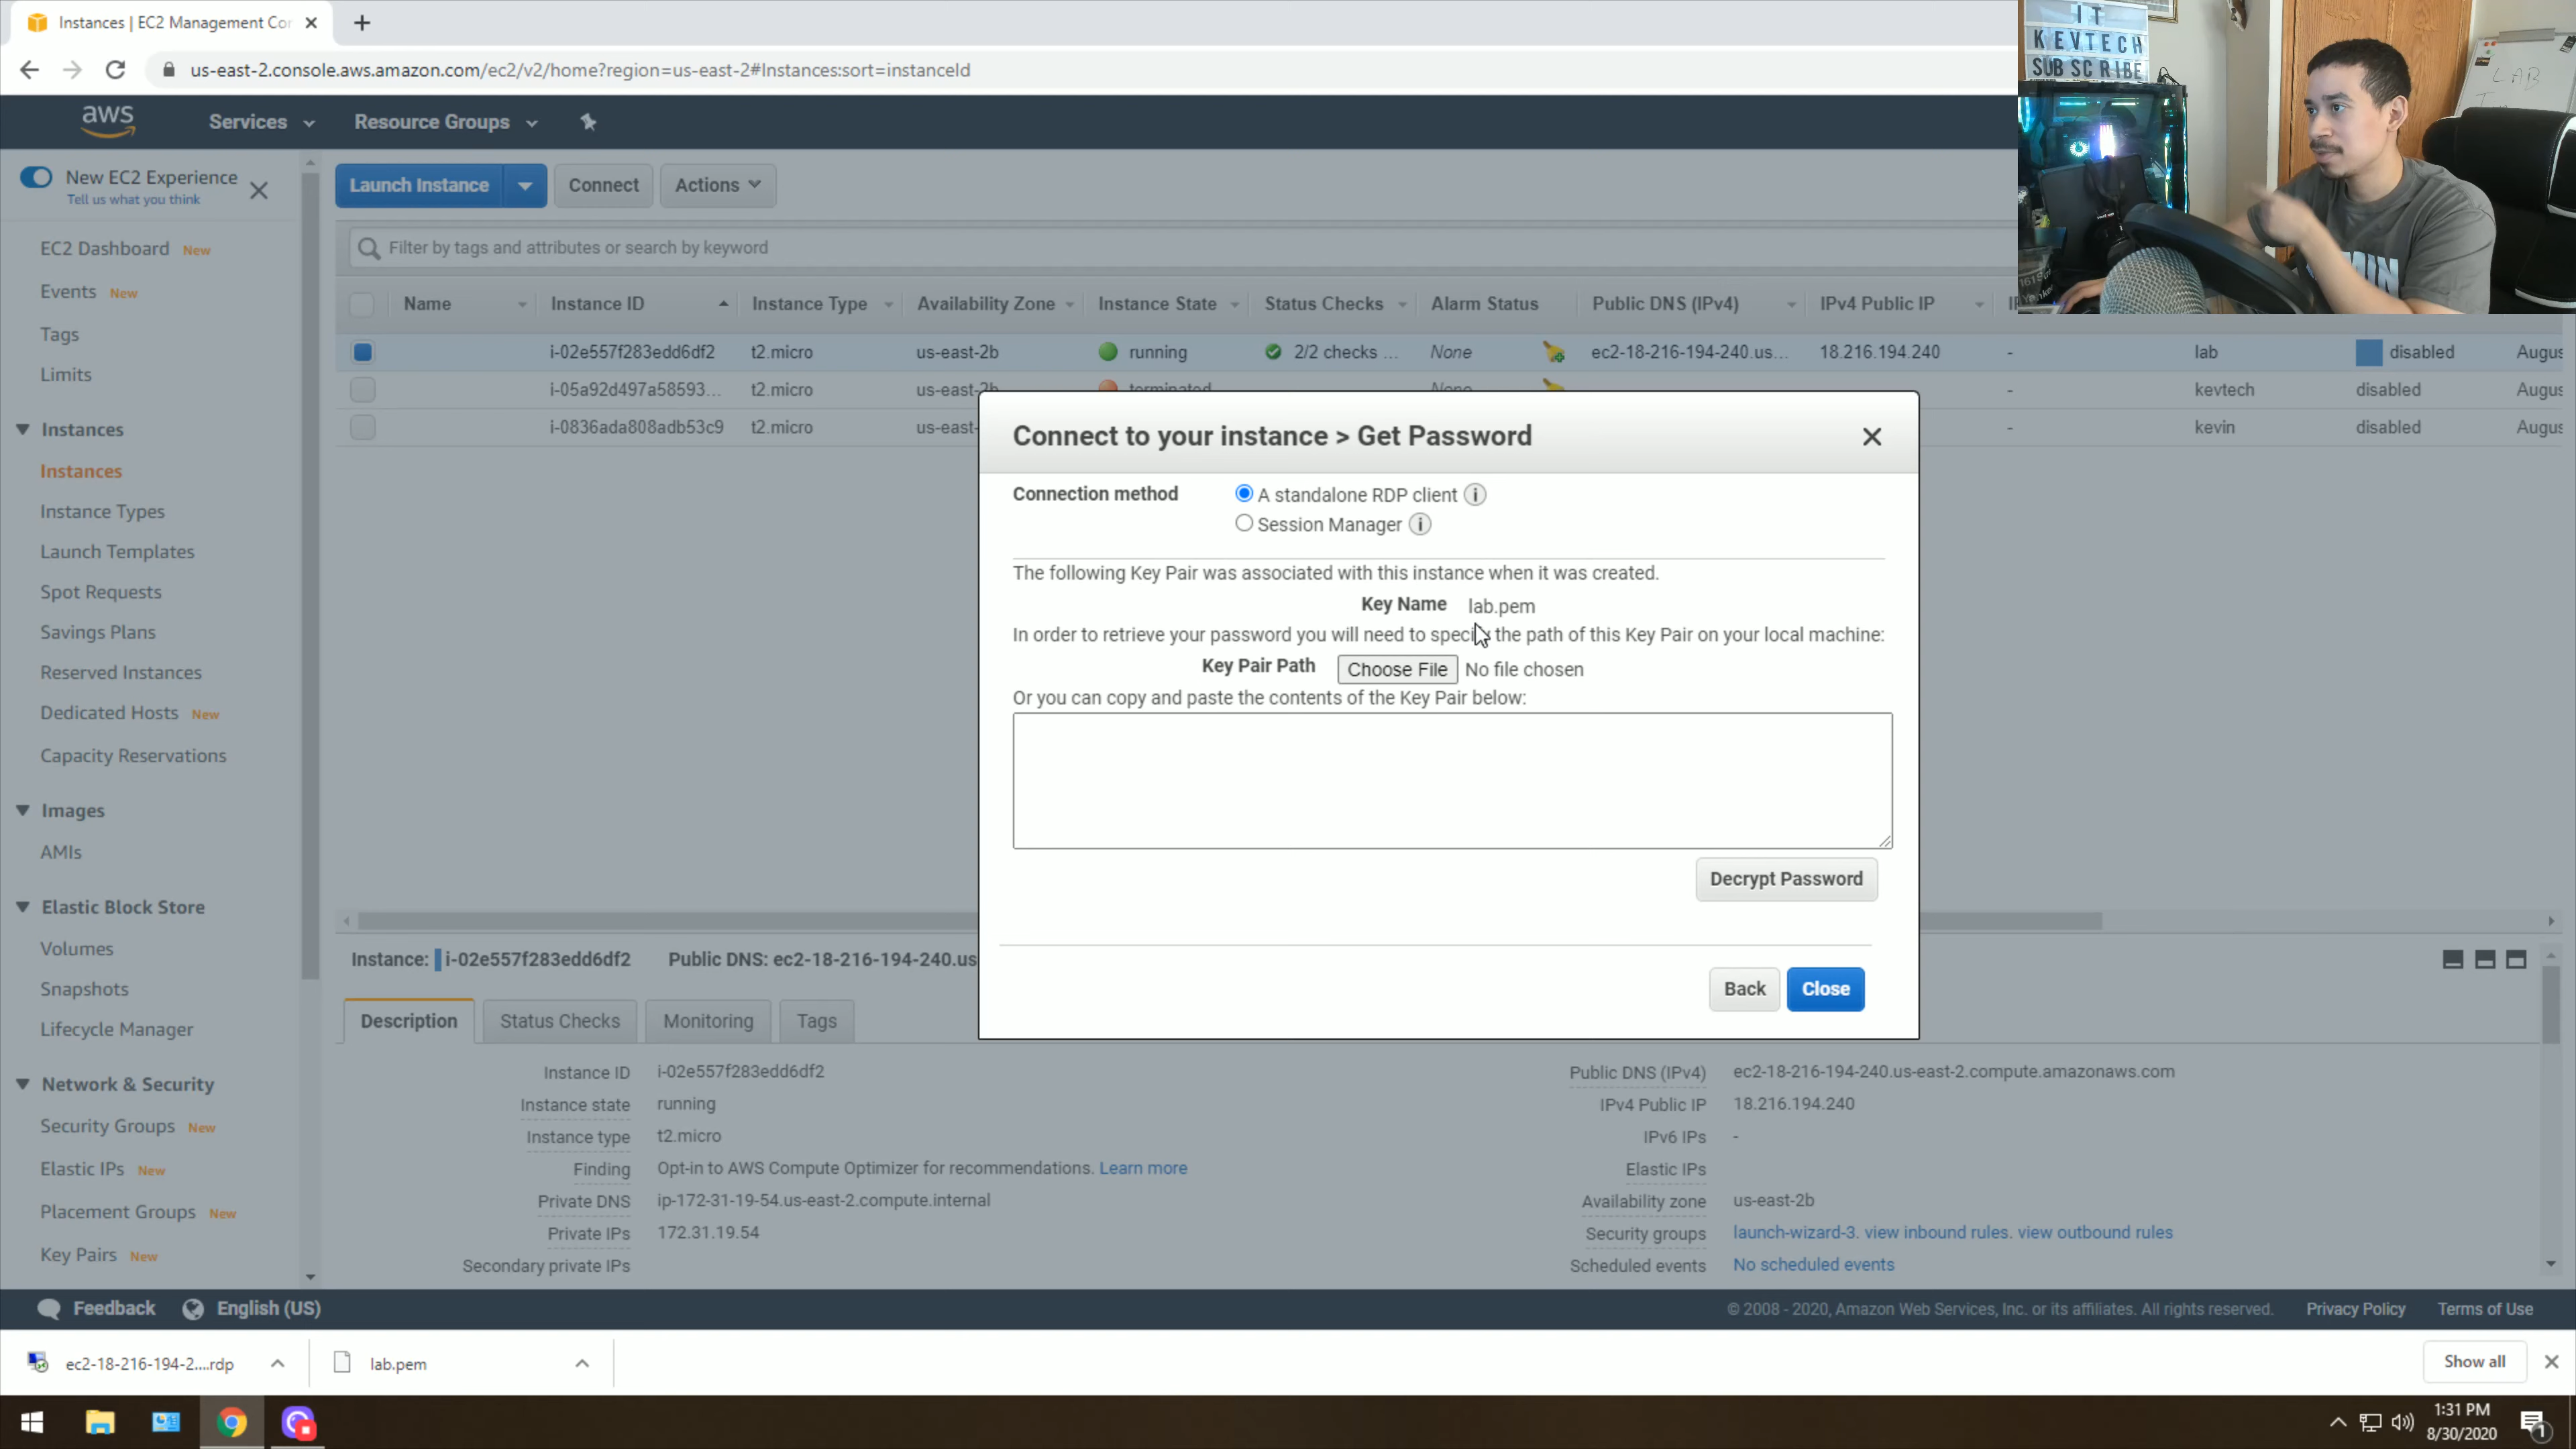 Instances | EC2 Management Cor
us-east-2.console.aws.amazon.com/ec2/v2/home?region=us-east-2#Instances:sort=instanceId
IT
KEVTECH
SUBSCRIBE
LAB
aws
Services
Resource Groups
New EC2 Experience
Tell us what you think
Launch Instance
Connect
Actions
Filter by tags and attributes or search by keyword
EC2 Dashboard New
Events New
Tags
Limits
Instances
Instances
Instance Types
Launch Templates
Spot Requests
Savings Plans
Reserved Instances
Dedicated Hosts New
Capacity Reservations
Images
AMIs
Elastic Block Store
Volumes
Snapshots
Lifecycle Manager
Network & Security
Security Groups New
Elastic IPs New
Placement Groups New
Key Pairs New
Name Instance ID Instance Type Availability Zone Instance State Status Checks Alarm Status Public DNS (IPv4) IPv4 Public IP
i-02e557f283edd6df2 t2.micro us-east-2b running 2/2 checks ... None ec2-18-216-194-240.us... 18.216.194.240 - lab disabled Augus
i-05a92d497a58593... t2.micro us-east-2b terminated None - kevtech disabled Augus
i-0836ada808adb53c9 t2.micro us-east- - kevin disabled Augus
Connect to your instance > Get Password
Connection method
A standalone RDP client
Session Manager
The following Key Pair was associated with this instance when it was created.
Key Name lab.pem
In order to retrieve your password you will need to specify the path of this Key Pair on your local machine:
Key Pair Path Choose File No file chosen
Or you can copy and paste the contents of the Key Pair below:
Decrypt Password
Back
Close
Instance: i-02e557f283edd6df2 Public DNS: ec2-18-216-194-240.us
Description
Status Checks
Monitoring
Tags
Instance ID i-02e557f283edd6df2
Instance state running
Instance type t2.micro
Finding Opt-in to AWS Compute Optimizer for recommendations. Learn more
Private DNS ip-172-31-19-54.us-east-2.compute.internal
Private IPs 172.31.19.54
Secondary private IPs
Public DNS (IPv4) ec2-18-216-194-240.us-east-2.compute.amazonaws.com
IPv4 Public IP 18.216.194.240
IPv6 IPs -
Elastic IPs
Availability zone us-east-2b
Security groups launch-wizard-3. view inbound rules. view outbound rules
Scheduled events No scheduled events
Feedback
English (US)
© 2008 - 2020, Amazon Web Services, Inc. or its affiliates. All rights reserved. Privacy Policy Terms of Use
ec2-18-216-194-2....rdp
lab.pem
Show all
1:31 PM
8/30/2020
1